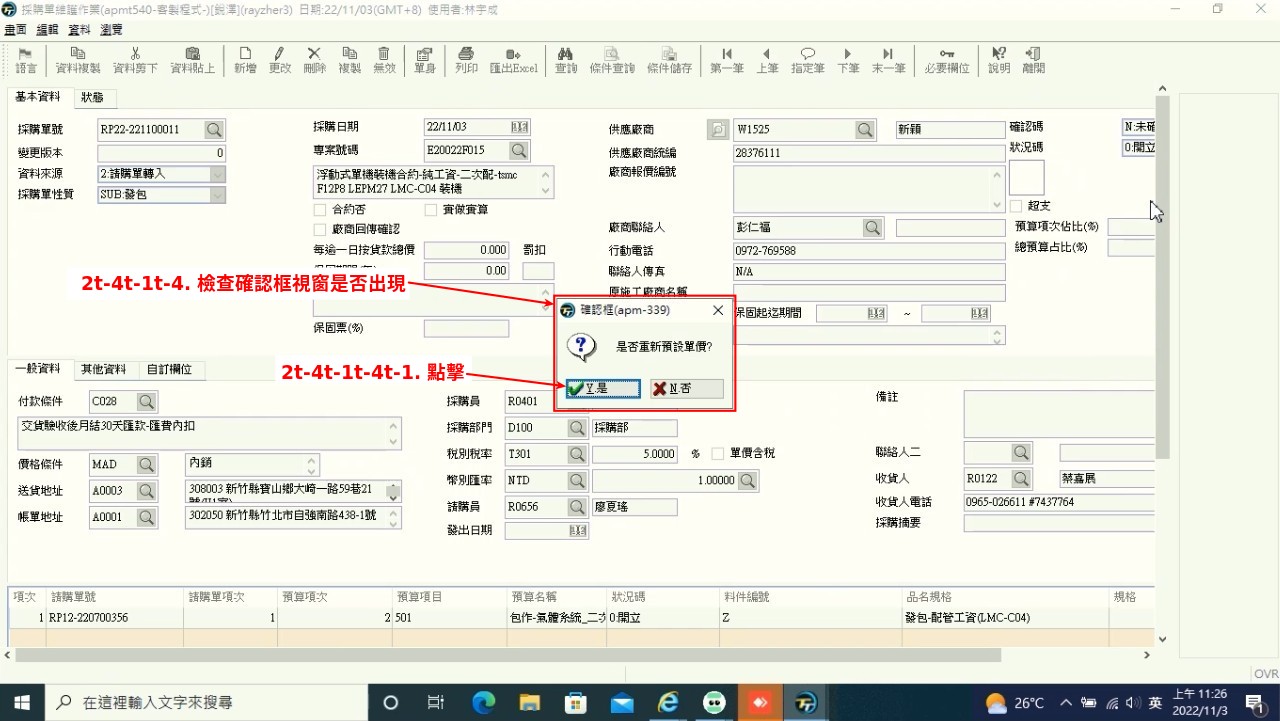 採購單維護作業(apmt540-客製程式-)[銳澤](rayzher3) 日期:22/11/03(GMT+8) 使用者:林宇彧
畫面 編輯 資料 瀏覽
語言 資料複製 資料剪下 資料貼上 新增 更改 刪除 複製 無效 單身 列印 匯出Excel 查詢 條件查詢 條件儲存 第一筆 上筆 指定筆 下筆 末一筆 必要欄位 說明 離開
基本資料 狀態
採購單號 RP22-221100011 採購日期 22/11/03 供應廠商 W1525 新穎 確認碼 N:未確
變更版本 0 專案號碼 E20022F015 供應廠商統編 28376111 狀況碼 0:開立
資料來源 2:請購單轉入 浮動式單機裝機合約-純工資-二次配-tsmc 廠商報價編號
F12P8 LEPM27 LMC-C04 裝機
採購單性質 SUB:發包
合約否 實做實算 超支
廠商回傳確認 廠商聯絡人 彭仁福 預算項次佔比(%)
每逾一日按貨款總價 0.000 罰扣 行動電話 0972-769588 總預算占比(%)
0.00 聯絡人傳真 N/A
2t-4t-1t-4. 檢查確認框視窗是否出現
原施工廠商名稱
確認框(apm-339)
保固起迄期間 ~
保固票(%)
是否重新預設單價?
一般資料 其他資料 自訂欄位
2t-4t-1t-4t-1. 點擊
Y.是 N.否
付款條件 C028 採購員 R0401 備註
交貨驗收後月結30天匯款-匯費內扣 採購部門 D100 採購部
價格條件 MAD 內銷 稅別稅率 T301 5.0000 % 單價含稅 聯絡人二
送貨地址 A0003 308003 新竹縣寶山鄉大崎一路59巷21 幣別匯率 NTD 1.00000 收貨人 R0122 蔡嘉展
帳單地址 A0001 302050 新竹縣竹北市自強南路438-1號 請購員 R0656 廖夏瑤 收貨人電話 0965-026611 #7437764
發出日期 採購摘要
項次 請購單號 請購單項次 預算項次 預算項目 預算名稱 狀況碼 料件編號 品名規格 規格
1 RP12-220700356 1 2 501 包作-氣體系統_二次 0:開立 Z 發包-配管工資(LMC-C04)
OVR
在這裡輸入文字來搜尋 26°C 英 上午 11:26
2022/11/3 1